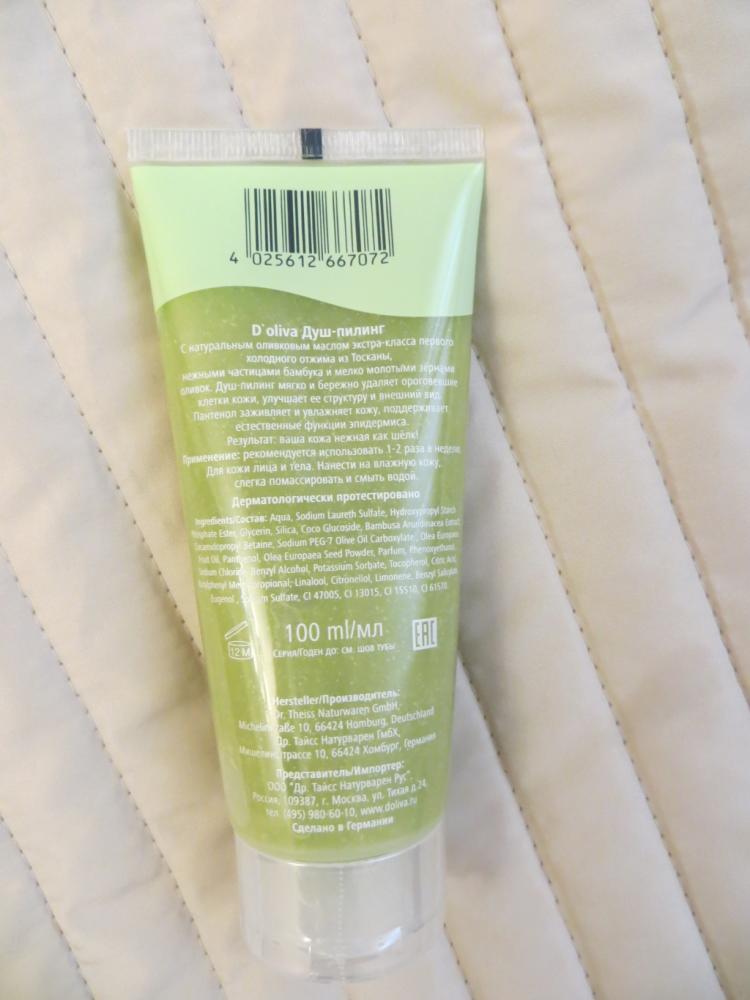 4 025612 667072
D`oliva Душ-пилинг
С натуральным оливковым маслом экстра-класса первого
холодного отжима из Тосканы,
нежными частицами бамбука и мелко молотыми зернами
оливок. Душ-пилинг мягко и бережно удаляет ороговевшие
клетки кожи, улучшает ее структуру и внешний вид.
Пантенол заживляет и увлажняет кожу, поддерживает
естественные функции эпидермиса.
Результат: ваша кожа нежная как шёлк!
Применение: рекомендуется использовать 1-2 раза в неделю.
Для кожи лица и тела. Нанести на влажную кожу,
слегка помассировать и смыть водой.
Дерматологически протестировано
Ingredients/Состав: Aqua, Sodium Laureth Sulfate, Hydroxypropyl Starch
Phosphate Ester, Glycerin, Silica, Coco Glucoside, Bambusa Arundinacea Extract,
Cocamidopropyl Betaine, Sodium PEG-7 Olive Oil Carboxylate, Olea Europaea
Fruit Oil, Panthenol, Olea Europaea Seed Powder, Parfum, Phenoxyethanol,
Sodium Chloride, Benzyl Alcohol, Potassium Sorbate, Tocopherol, Citric Acid,
Linalool, Citronellol, Limonene, Benzyl Salicylate,
Eugenol, Sodium Sulfate, CI 47005, CI 13015, CI 15510, CI 61570.
12 M
100 ml/мл
Серия/Годен до: см. шов тубы
EAC
Hersteller/Производитель:
Dr. Theiss Naturwaren GmbH,
Michelinstraße 10, 66424 Homburg, Deutschland
Др. Тайсс Натурварен ГмбХ,
Мишелинштрассе 10, 66424 Хомбург, Германия
Представитель/Импортер:
ООО "Др. Тайсс Натурварен Рус"
Россия, 109387, г. Москва, ул. Тихая д.24,
тел. (495) 980-60-10, www.doliva.ru
Сделано в Германии